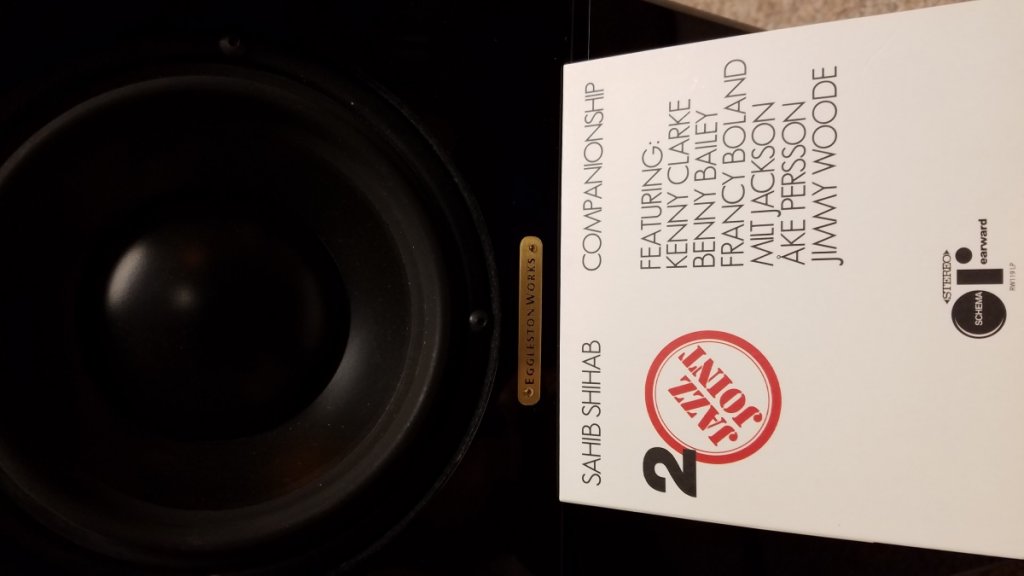 EGGLESTONWORKS
SAHIB SHIHAB COMPANIONSHIP
FEATURING:
KENNY CLARKE
BENNY BAILEY
FRANCY BOLAND
MILT JACKSON
ÅKE PERSSON
JIMMY WOODE
2
JAZZ
JOINT
STEREO
SCHEMA
earward
RW119LP